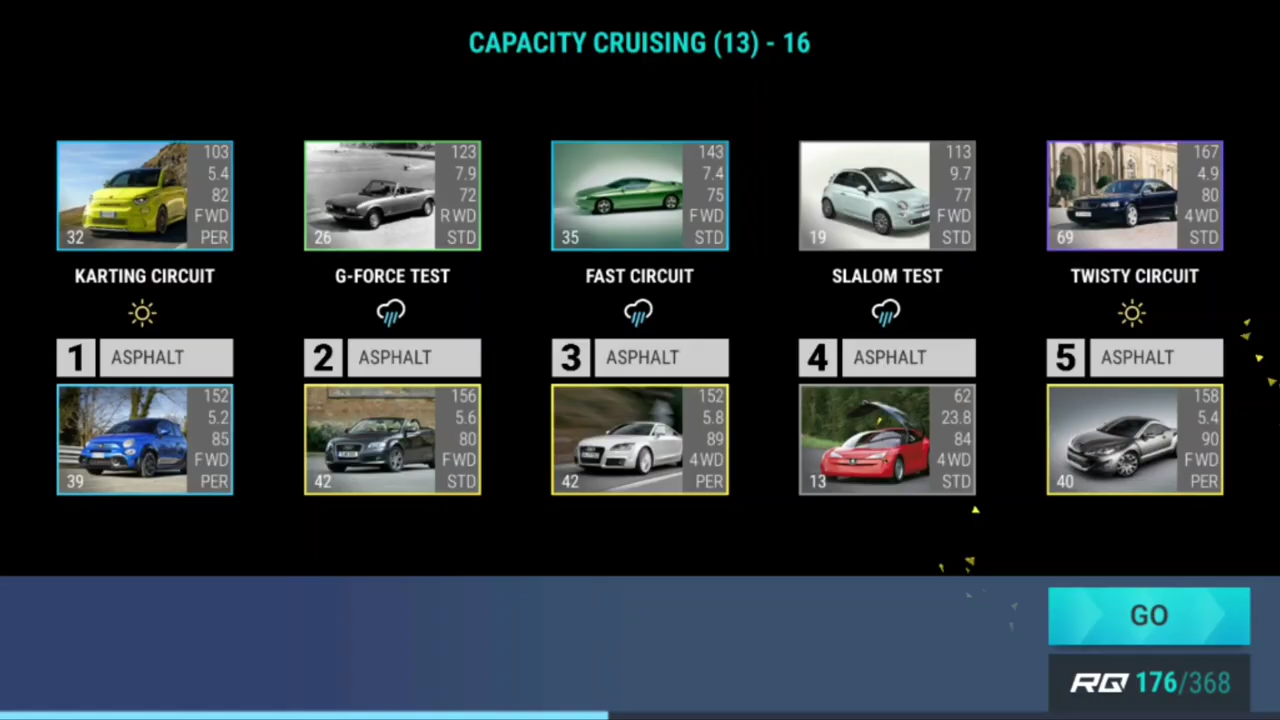 CAPACITY CRUISING (13) - 16
103
5.4
82
FWD
PER
32
123
7.9
72
RWD
STD
26
143
7.4
75
FWD
STD
35
113
9.7
77
FWD
STD
19
167
4.9
80
4WD
STD
69
KARTING CIRCUIT
G-FORCE TEST
FAST CIRCUIT
SLALOM TEST
TWISTY CIRCUIT
1 ASPHALT
2 ASPHALT
3 ASPHALT
4 ASPHALT
5 ASPHALT
152
5.2
85
FWD
PER
39
156
5.6
80
FWD
STD
42
152
5.8
89
4WD
PER
42
62
23.8
84
4WD
STD
13
158
5.4
90
FWD
PER
40
GO
RQ 176/368